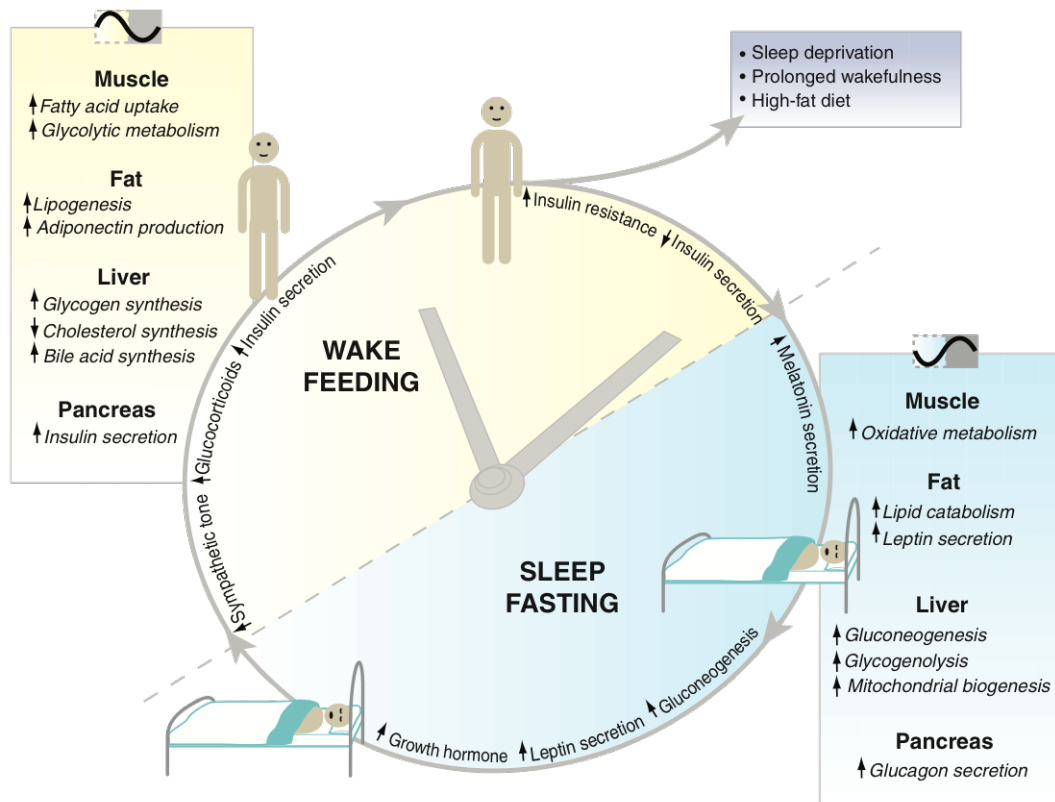 Muscle
↑Fatty acid uptake
↑Glycolytic metabolism
Fat
↑Lipogenesis
↑Adiponectin production
Liver
↑Glycogen synthesis
↓Cholesterol synthesis
↑Bile acid synthesis
Pancreas
↑Insulin secretion
• Sleep deprivation
• Prolonged wakefulness
• High-fat diet
WAKE
FEEDING
↑Sympathetic tone
↑Glucocorticoids
↑Insulin secretion
↑Insulin resistance
↓Insulin secretion
SLEEP
FASTING
↑Melatonin secretion
↑Gluconeogenesis
↑Leptin secretion
↑Growth hormone
Muscle
↑Oxidative metabolism
Fat
↑Lipid catabolism
↑Leptin secretion
Liver
↑Gluconeogenesis
↑Glycogenolysis
↑Mitochondrial biogenesis
Pancreas
↑Glucagon secretion